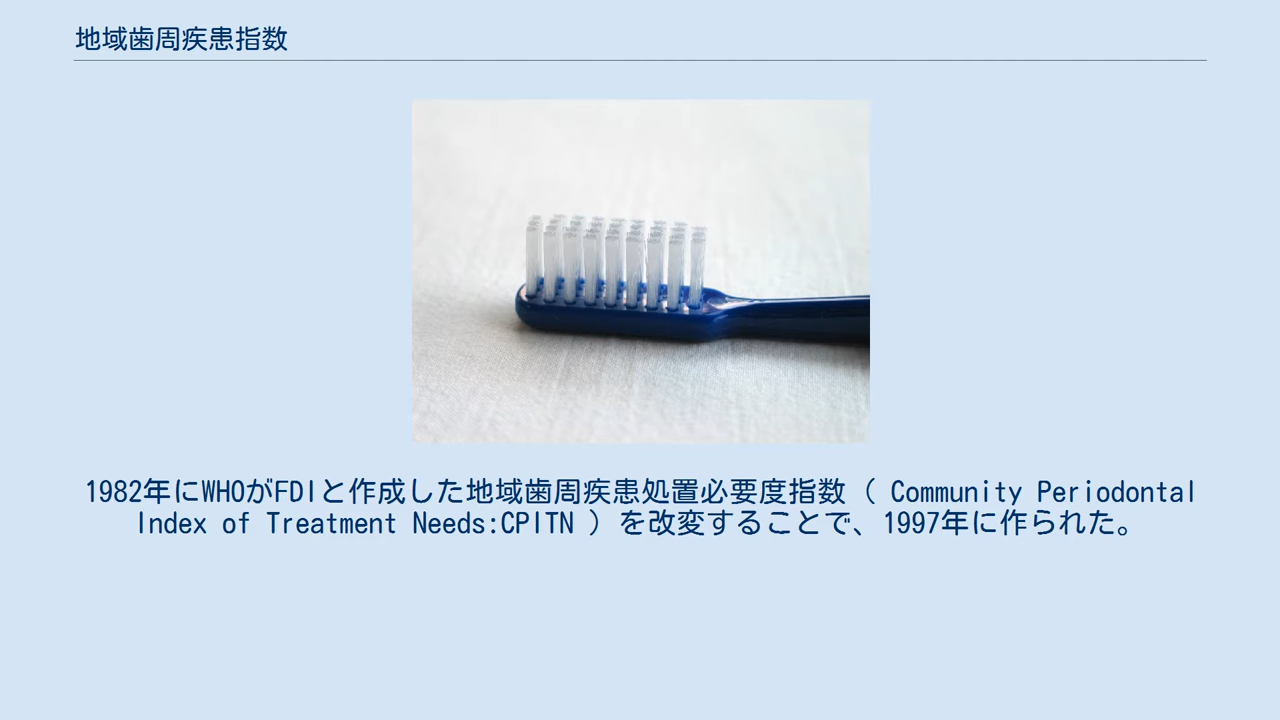 地域歯周疾患指数
1982年にWHOがFDIと作成した地域歯周疾患処置必要度指数（ Community Periodontal
Index of Treatment Needs:CPITN ）を改変することで、1997年に作られた。